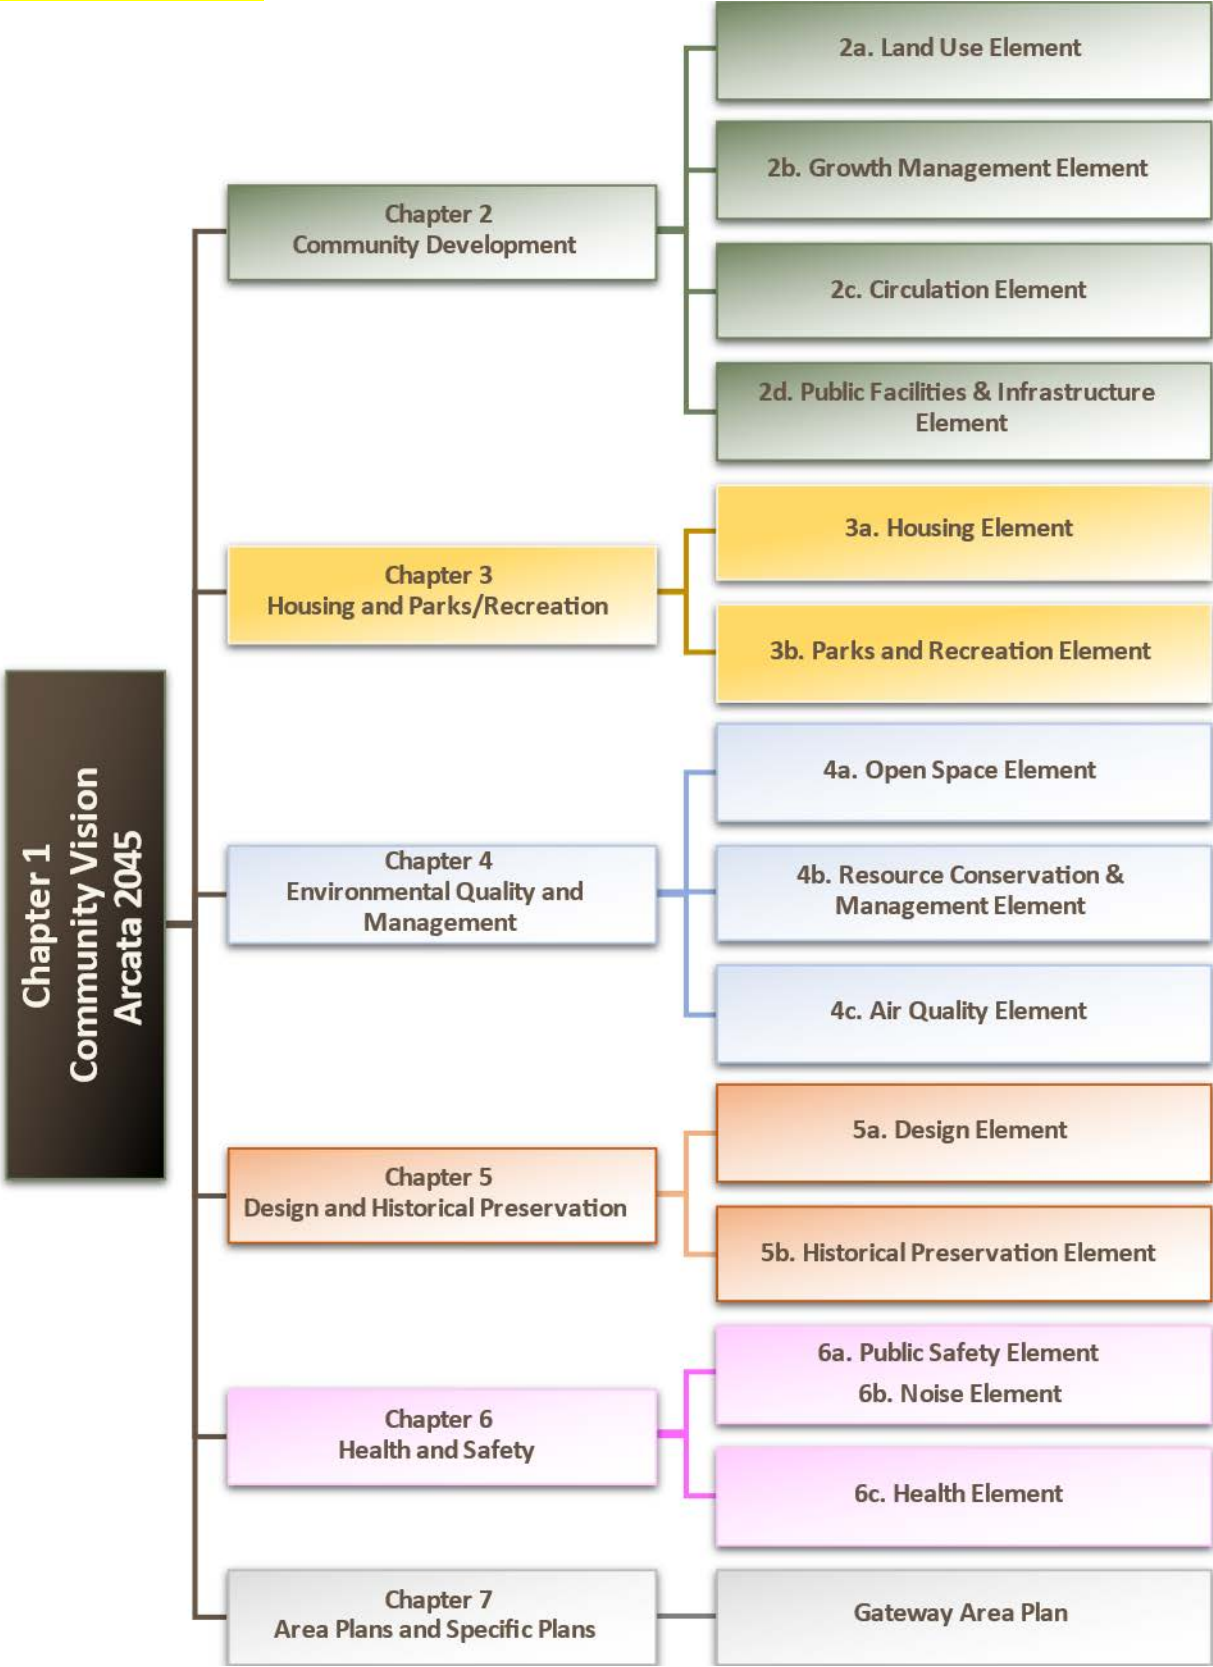 Chapter 1
Community Vision
Arcata 2045
Chapter 2
Community Development
2a. Land Use Element
2b. Growth Management Element
2c. Circulation Element
2d. Public Facilities & Infrastructure
Element
Chapter 3
Housing and Parks/Recreation
3a. Housing Element
3b. Parks and Recreation Element
Chapter 4
Environmental Quality and
Management
4a. Open Space Element
4b. Resource Conservation &
Management Element
4c. Air Quality Element
Chapter 5
Design and Historical Preservation
5a. Design Element
5b. Historical Preservation Element
Chapter 6
Health and Safety
6a. Public Safety Element
6b. Noise Element
6c. Health Element
Chapter 7
Area Plans and Specific Plans
Gateway Area Plan